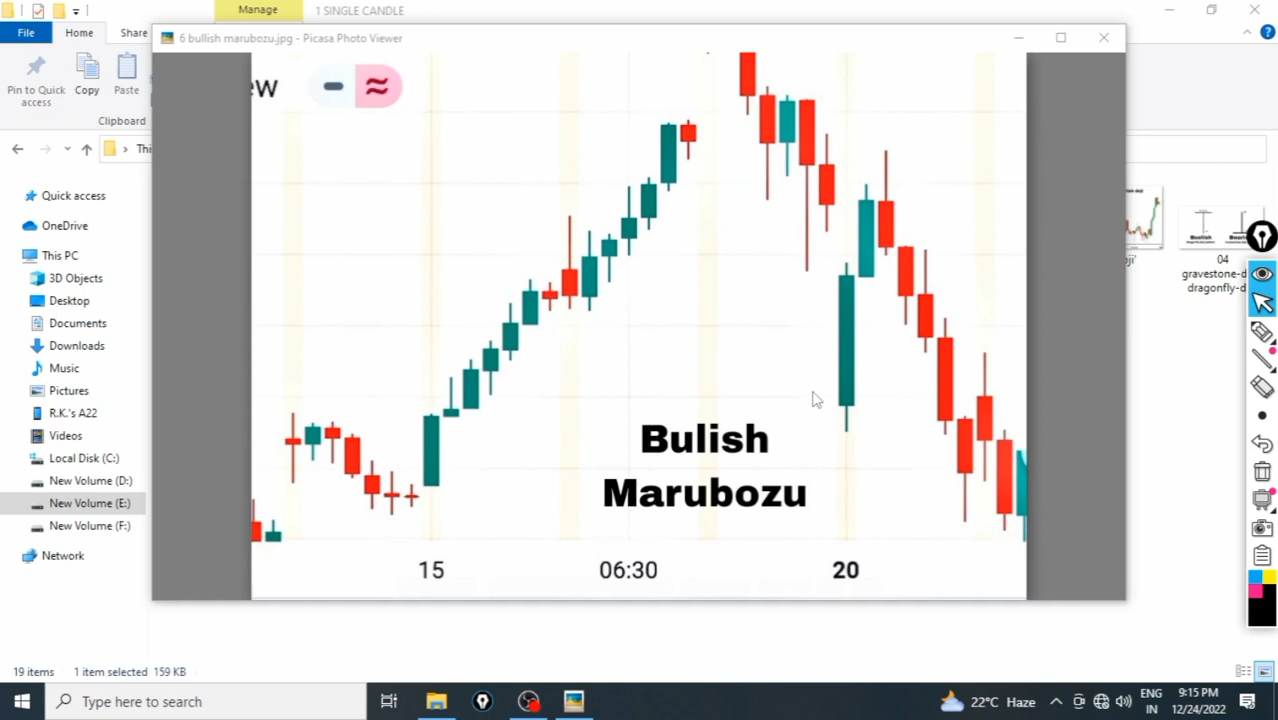 Manage
1 SINGLE CANDLE
File
Home
Share
6 bullish marubozu.jpg - Picasa Photo Viewer
Pin to Quick
access
Copy
Paste
Clipboard
ew
Quick access
OneDrive
This PC
3D Objects
Desktop
Documents
Downloads
Music
Pictures
R.K.'s A22
Videos
Local Disk (C:)
New Volume (D:)
New Volume (E:)
New Volume (F:)
Network
Bulish
Marubozu
15
06:30
20
04
gravestone-d
dragonfly-d
19 items
1 item selected
159 KB
Type here to search
22°C Haze
ENG
IN
9:15 PM
12/24/2022